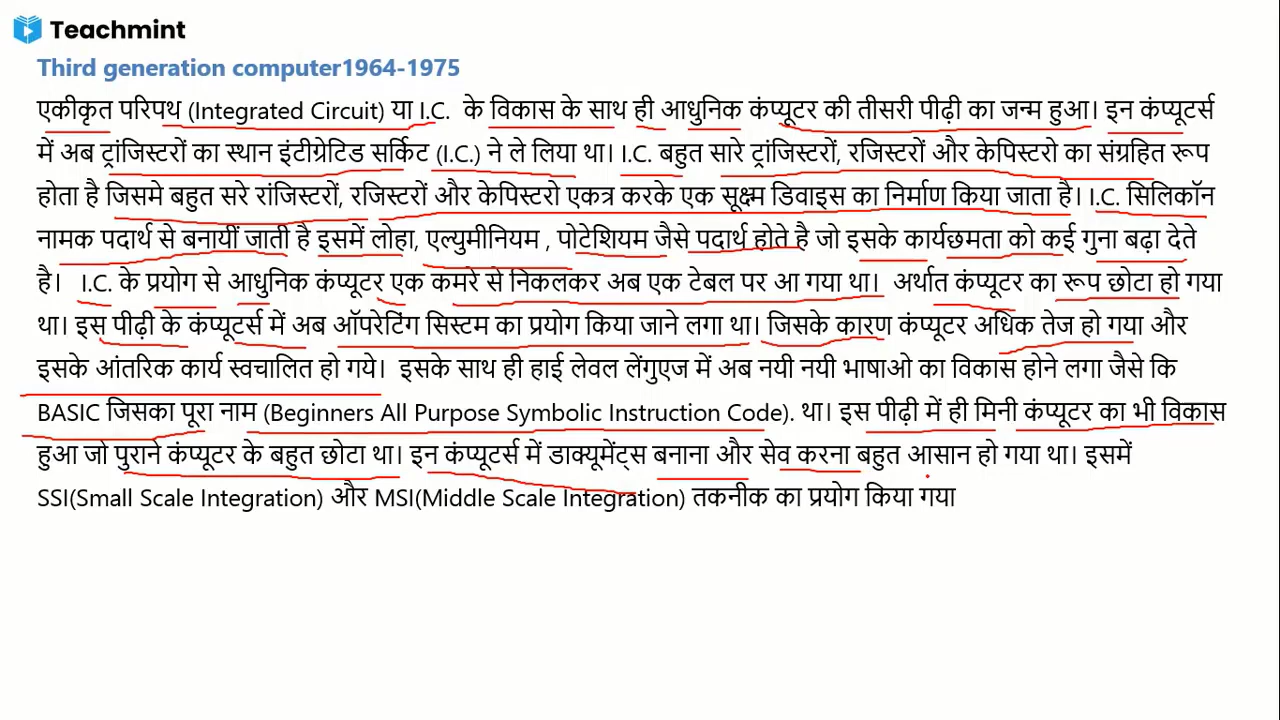 Teachmint
Third generation computer1964-1975
एकीकृत परिपथ (Integrated Circuit) या I.C. के विकास के साथ ही आधुनिक कंप्यूटर की तीसरी पीढ़ी का जन्म हुआ। इन कंप्यूटर्स
में अब ट्रांजिस्टरों का स्थान इंटीग्रेटिड सर्किट (I.C.) ने ले लिया था। I.C. बहुत सारे ट्रांजिस्टरों, रजिस्टरों और केपिस्टरो का संग्रहित रूप
होता है जिसमे बहुत सरे रांजिस्टरों, रजिस्टरों और केपिस्टरो एकत्र करके एक सूक्ष्म डिवाइस का निर्माण किया जाता है। I.C. सिलिकॉन
नामक पदार्थ से बनायीं जाती है इसमें लोहा, एल्युमीनियम , पोटेशियम जैसे पदार्थ होते है जो इसके कार्यछमता को कई गुना बढ़ा देते
है। I.C. के प्रयोग से आधुनिक कंप्यूटर एक कमरे से निकलकर अब एक टेबल पर आ गया था। अर्थात कंप्यूटर का रूप छोटा हो गया
था। इस पीढ़ी के कंप्यूटर्स में अब ऑपरेटिंग सिस्टम का प्रयोग किया जाने लगा था। जिसके कारण कंप्यूटर अधिक तेज हो गया और
इसके आंतरिक कार्य स्वचालित हो गये। इसके साथ ही हाई लेवल लेंगुएज में अब नयी नयी भाषाओ का विकास होने लगा जैसे कि
BASIC जिसका पूरा नाम (Beginners All Purpose Symbolic Instruction Code). था। इस पीढ़ी में ही मिनी कंप्यूटर का भी विकास
हुआ जो पुराने कंप्यूटर के बहुत छोटा था। इन कंप्यूटर्स में डाक्यूमेंट्स बनाना और सेव करना बहुत आसान हो गया था। इसमें
SSI(Small Scale Integration) और MSI(Middle Scale Integration) तकनीक का प्रयोग किया गया